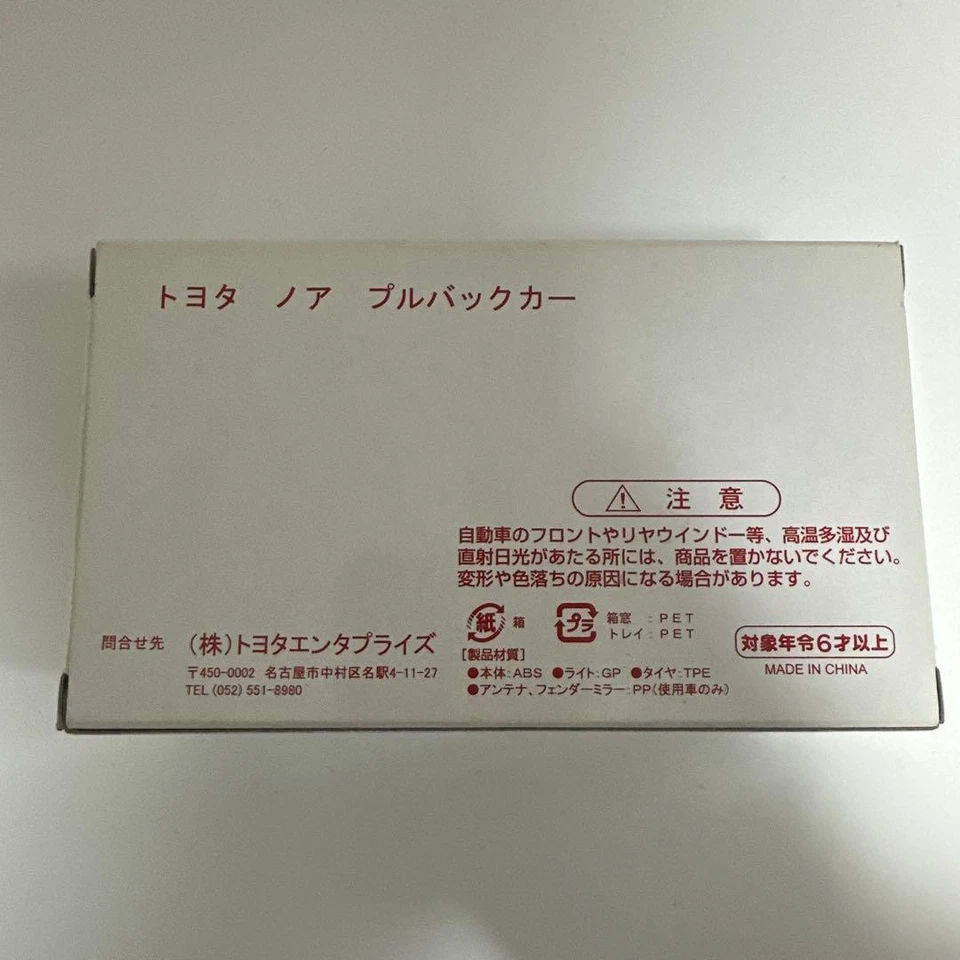 トヨタ　ノア　プルバックカー
⚠ 注 意
自動車のフロントやリヤウインドー等、高温多湿及び
直射日光があたる所には、商品を置かないでください。
変形や色落ちの原因になる場合があります。
紙 箱
プラ 箱窓 : PET
トレイ : PET
[製品材質]
●本体:ABS ●ライト:GP ●タイヤ:TPE
●アンテナ、フェンダーミラー:PP(使用車のみ)
対象年令6才以上
MADE IN CHINA
問合せ先 (株)トヨタエンタプライズ
〒450-0002 名古屋市中村区名駅4-11-27
TEL (052) 551-8980